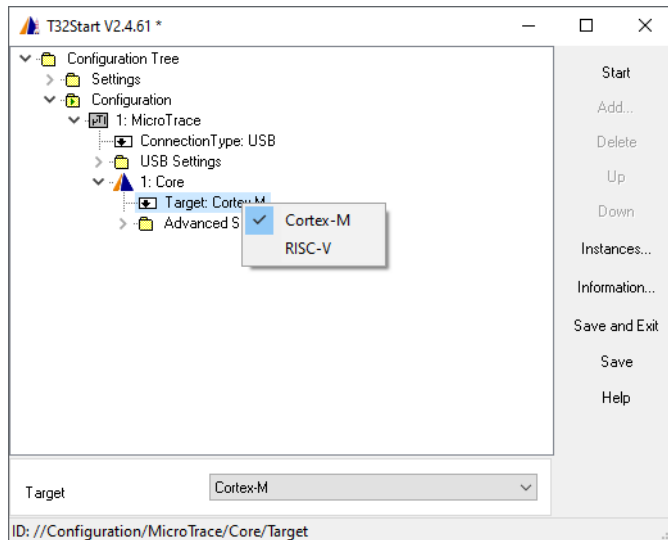 T32Start V2.4.61 *
Configuration Tree
Settings
Configuration
1: MicroTrace
ConnectionType: USB
USB Settings
1: Core
Target: Cortex-M
Advanced S
Cortex-M
RISC-V
Start
Add...
Delete
Up
Down
Instances...
Information...
Save and Exit
Save
Help
Target
Cortex-M
ID: //Configuration/MicroTrace/Core/Target